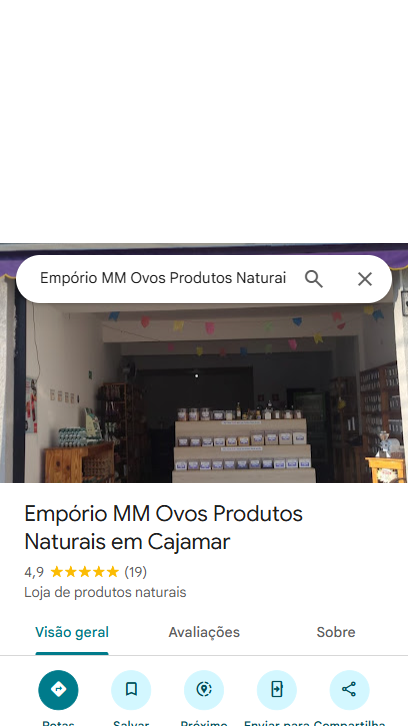 Empório MM Ovos Produtos Naturai
Empório MM Ovos Produtos
Naturais em Cajamar
4,9 ★★★★★ (19)
Loja de produtos naturais
Visão geral Avaliações Sobre
Rotas Salvar Próximo Enviar para Compartilha